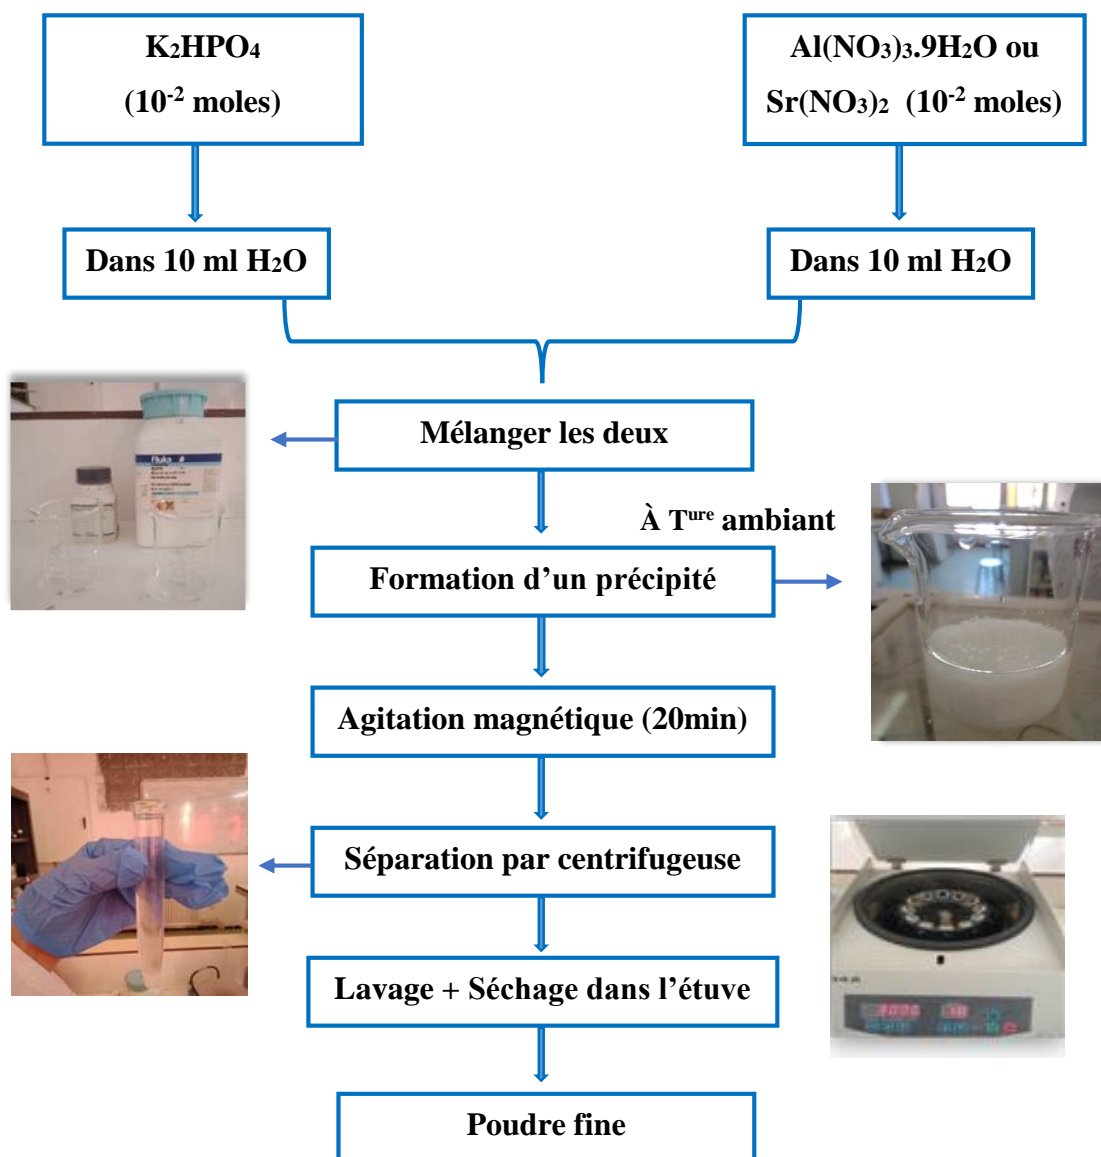 K₂HPO₄
(10⁻² moles)
Al(NO₃)₃.9H₂O ou
Sr(NO₃)₂ (10⁻² moles)
Dans 10 ml H₂O
Dans 10 ml H₂O
Mélanger les deux
Fluka
À Tᵘʳᵉ ambiant
Formation d’un précipité
Agitation magnétique (20min)
Séparation par centrifugeuse
Lavage + Séchage dans l’étuve
Poudre fine